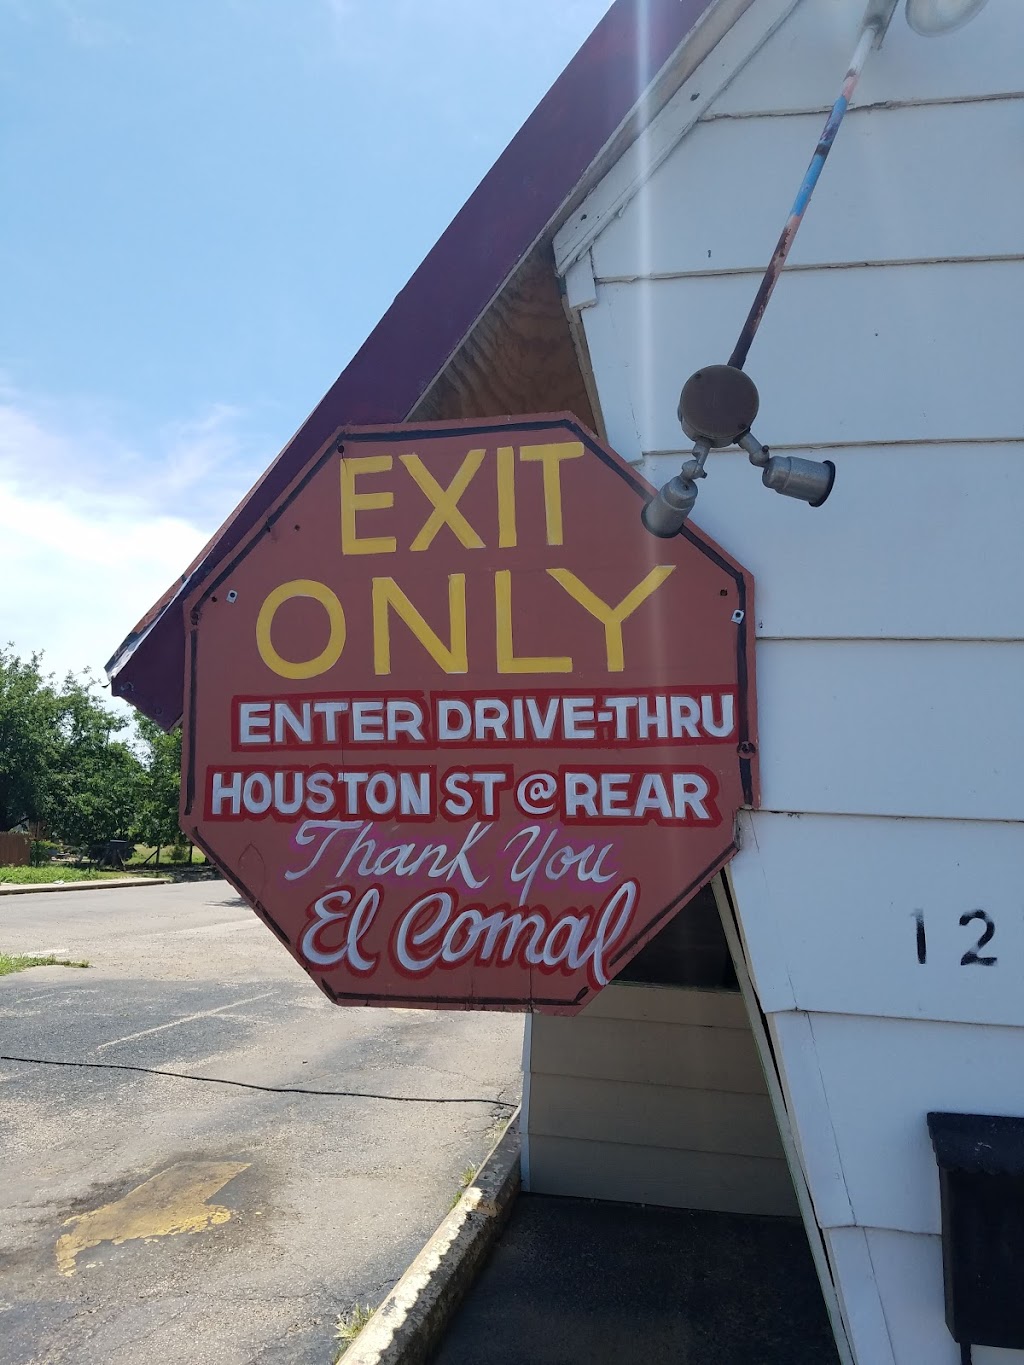 EXIT
ONLY
ENTER DRIVE-THRU
HOUSTON ST @ REAR
Thank You
El Comal
12